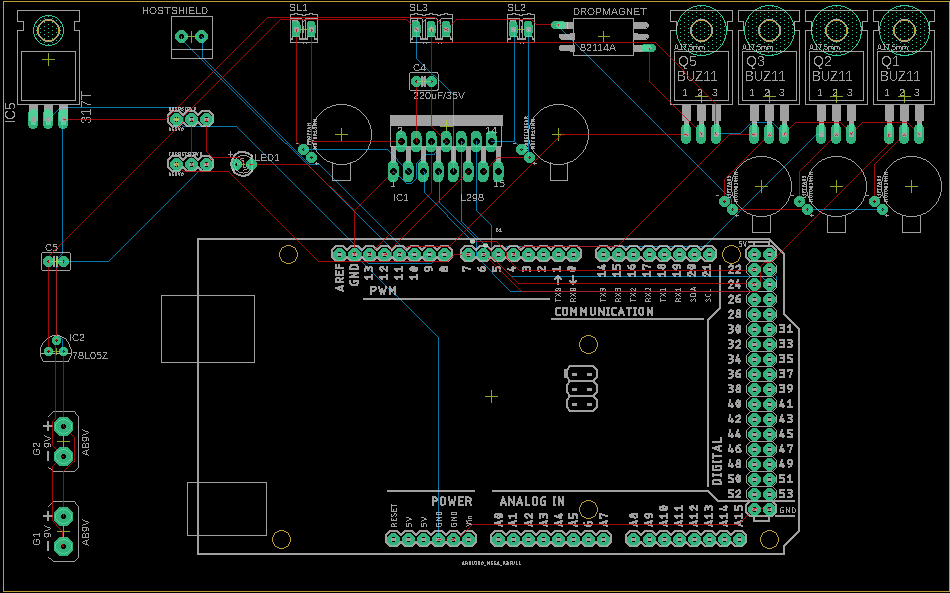 HOSTSHIELD
SL1
SL3
SL2
DROPMAGNET
82114A
Q5
BUZ11
1 2 3
Q3
BUZ11
1 2 3
Q2
BUZ11
1 2 3
Q1
BUZ11
1 2 3
IC5
317T
C4
220uF/35V
LED1
2
14
1
15
IC1
L298
C5
IC2
78L05Z
G2
9V
AB9V
G1
9V
AB9V
AREF
GND
13
12
11
10
9
8
7
6
5
4
3
2
1
0
PWM
TX0
RX0
14
15
16
17
18
19
20
21
TX3
RX3
TX2
RX2
TX1
RX1
SDA
SCL
COMMUNICATION
5V
22
24
26
28
30 31
32 33
34 35
36 37
38 39
40 41
42 43
44 45
46 47
48 49
50 51
52 53
GND
DIGITAL
POWER
ANALOG IN
RESET
5V
5V
GND
GND
Vin
A0
A1
A2
A3
A4
A5
6
A7
A8
A9
A10
A11
A12
A13
A14
A15